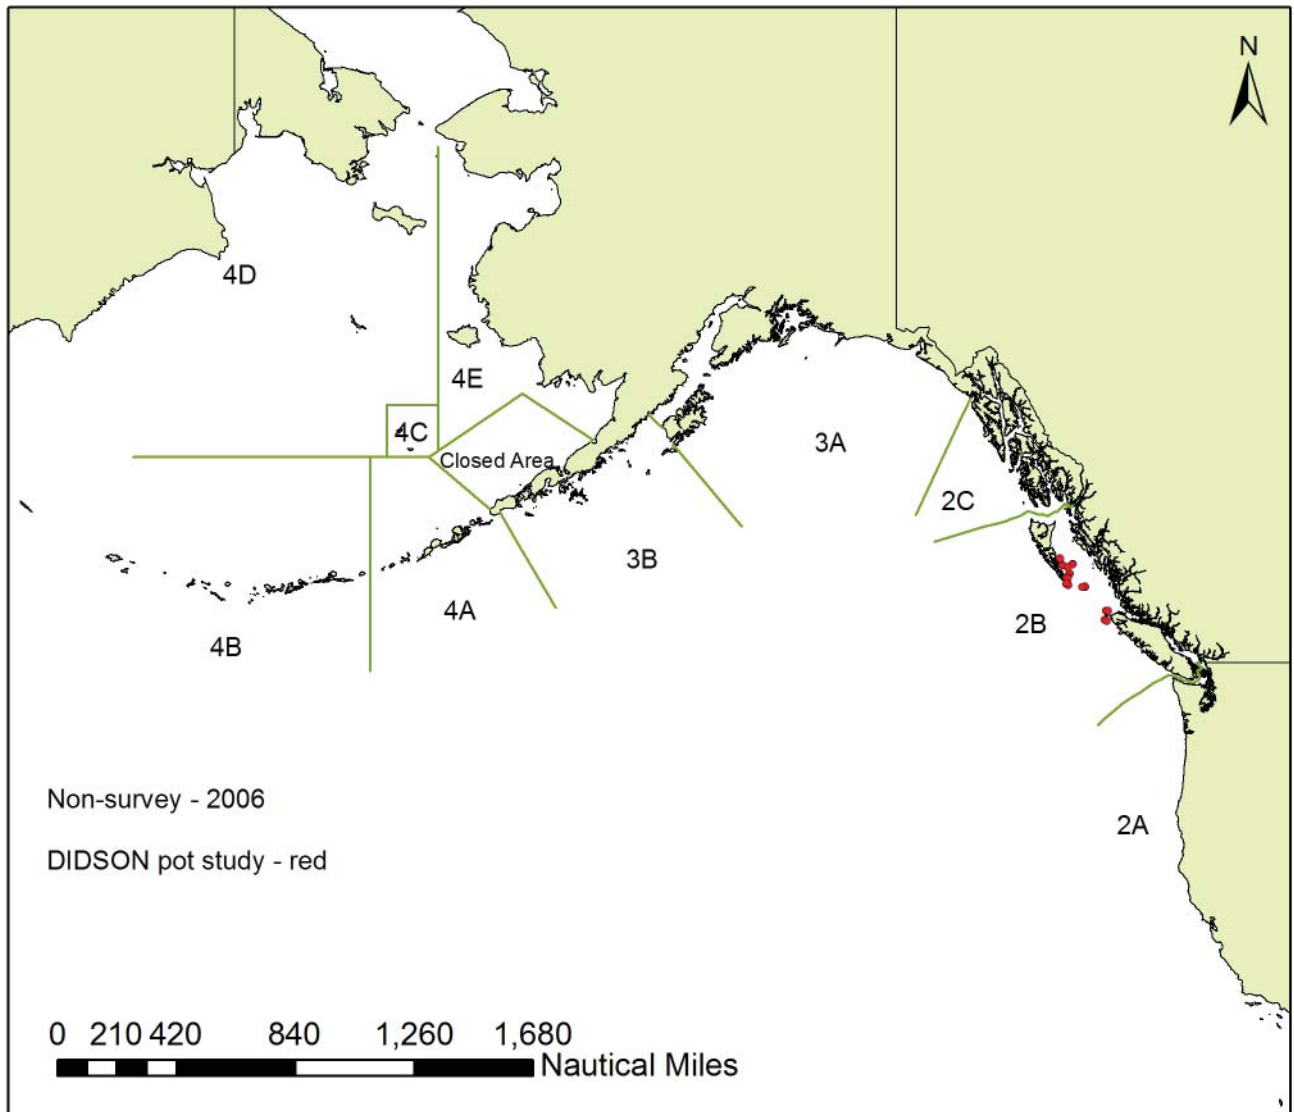 N
4D
4E
4C
Closed Area
3A
2C
3B
4A
4B
2B
2A
Non-survey - 2006
DIDSON pot study - red
0 210 420 840 1,260 1,680
Nautical Miles